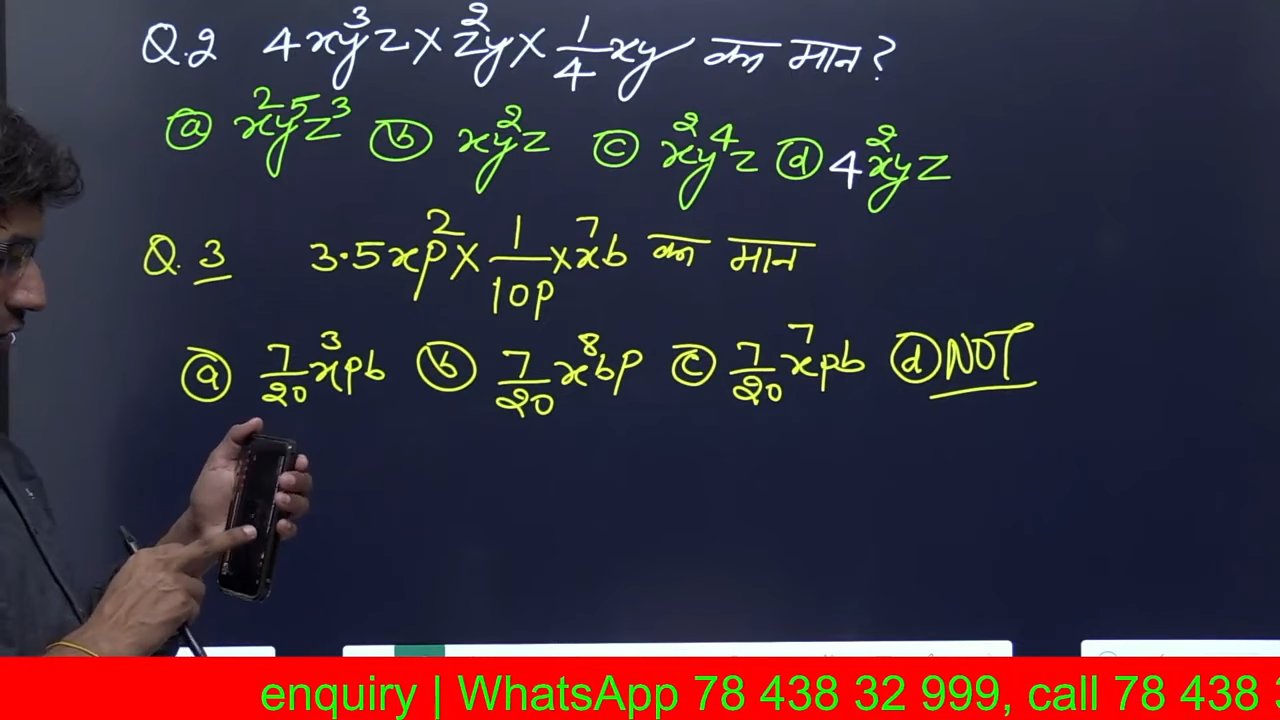 Q.2 4xy³z × z²y × 1/4 xy का मान ?
(a) x²y⁵z³ (b) xy²z (c) x²y⁴z (d) 4x²yz
Q. 3 3.5xp² × 1/10p × x⁷b का मान
(a) 7/20 x³pb (b) 7/20 x⁸bp (c) 7/20 x⁷pb (d) NOT
enquiry | WhatsApp 78 438 32 999, call 78 438